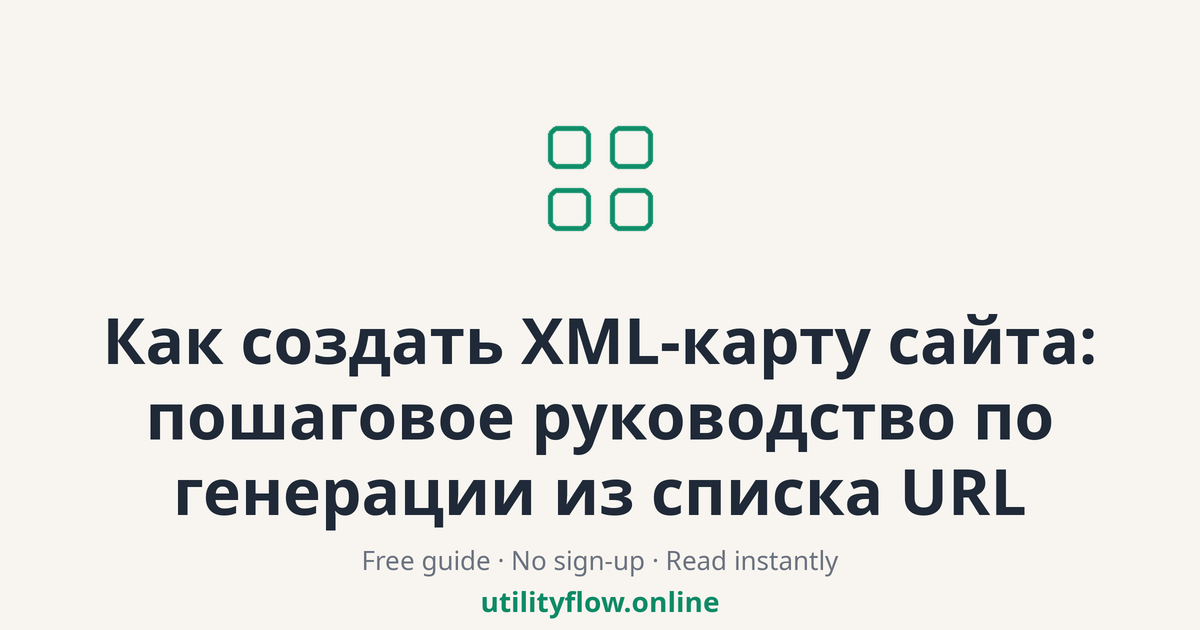 Как создать XML-карту сайта:
пошаговое руководство по
генерации из списка URL
Free guide · No sign-up · Read instantly
utilityflow.online